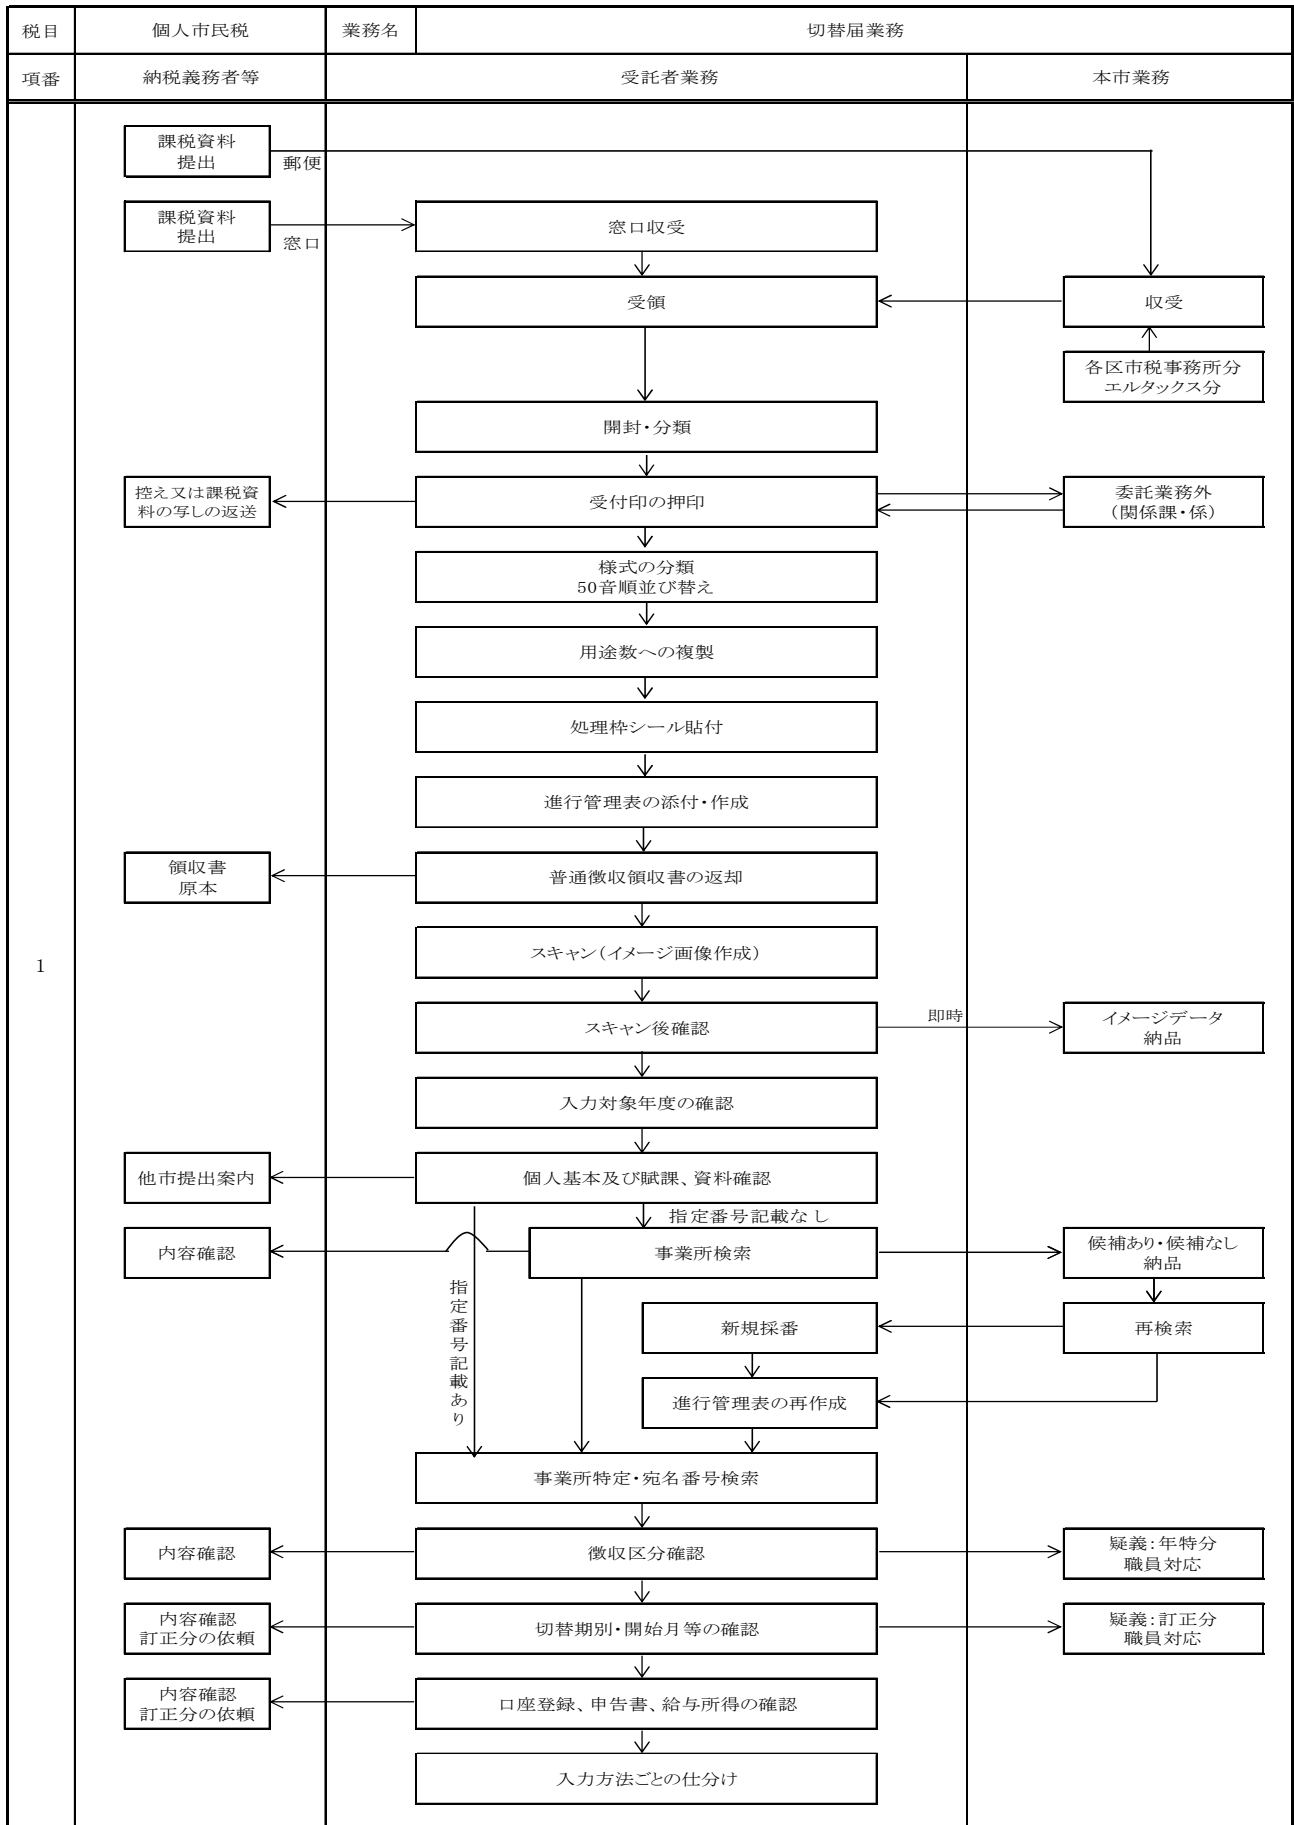 税目
個人市民税
業務名
切替届業務
項番
納税義務者等
受託者業務
本市業務
課税資料
提出
郵便
課税資料
提出
窓口
窓口収受
受領
収受
各区市税事務所分
エルタックス分
開封・分類
控え又は課税資
料の写しの返送
受付印の押印
委託業務外
（関係課・係）
様式の分類
50音順並び替え
用途数への複製
処理枠シール貼付
進行管理表の添付・作成
領収書
原本
普通徴収領収書の返却
スキャン（イメージ画像作成）
1
スキャン後確認
即時
イメージデータ
納品
入力対象年度の確認
他市提出案内
個人基本及び賦課、資料確認
指定番号記載なし
内容確認
事業所検索
候補あり・候補なし
納品
指定番号記載あり
新規採番
再検索
進行管理表の再作成
事業所特定・宛名番号検索
内容確認
徴収区分確認
疑義：年特分
職員対応
内容確認
訂正分の依頼
切替期別・開始月等の確認
疑義：訂正分
職員対応
内容確認
訂正分の依頼
口座登録、申告書、給与所得の確認
入力方法ごとの仕分け